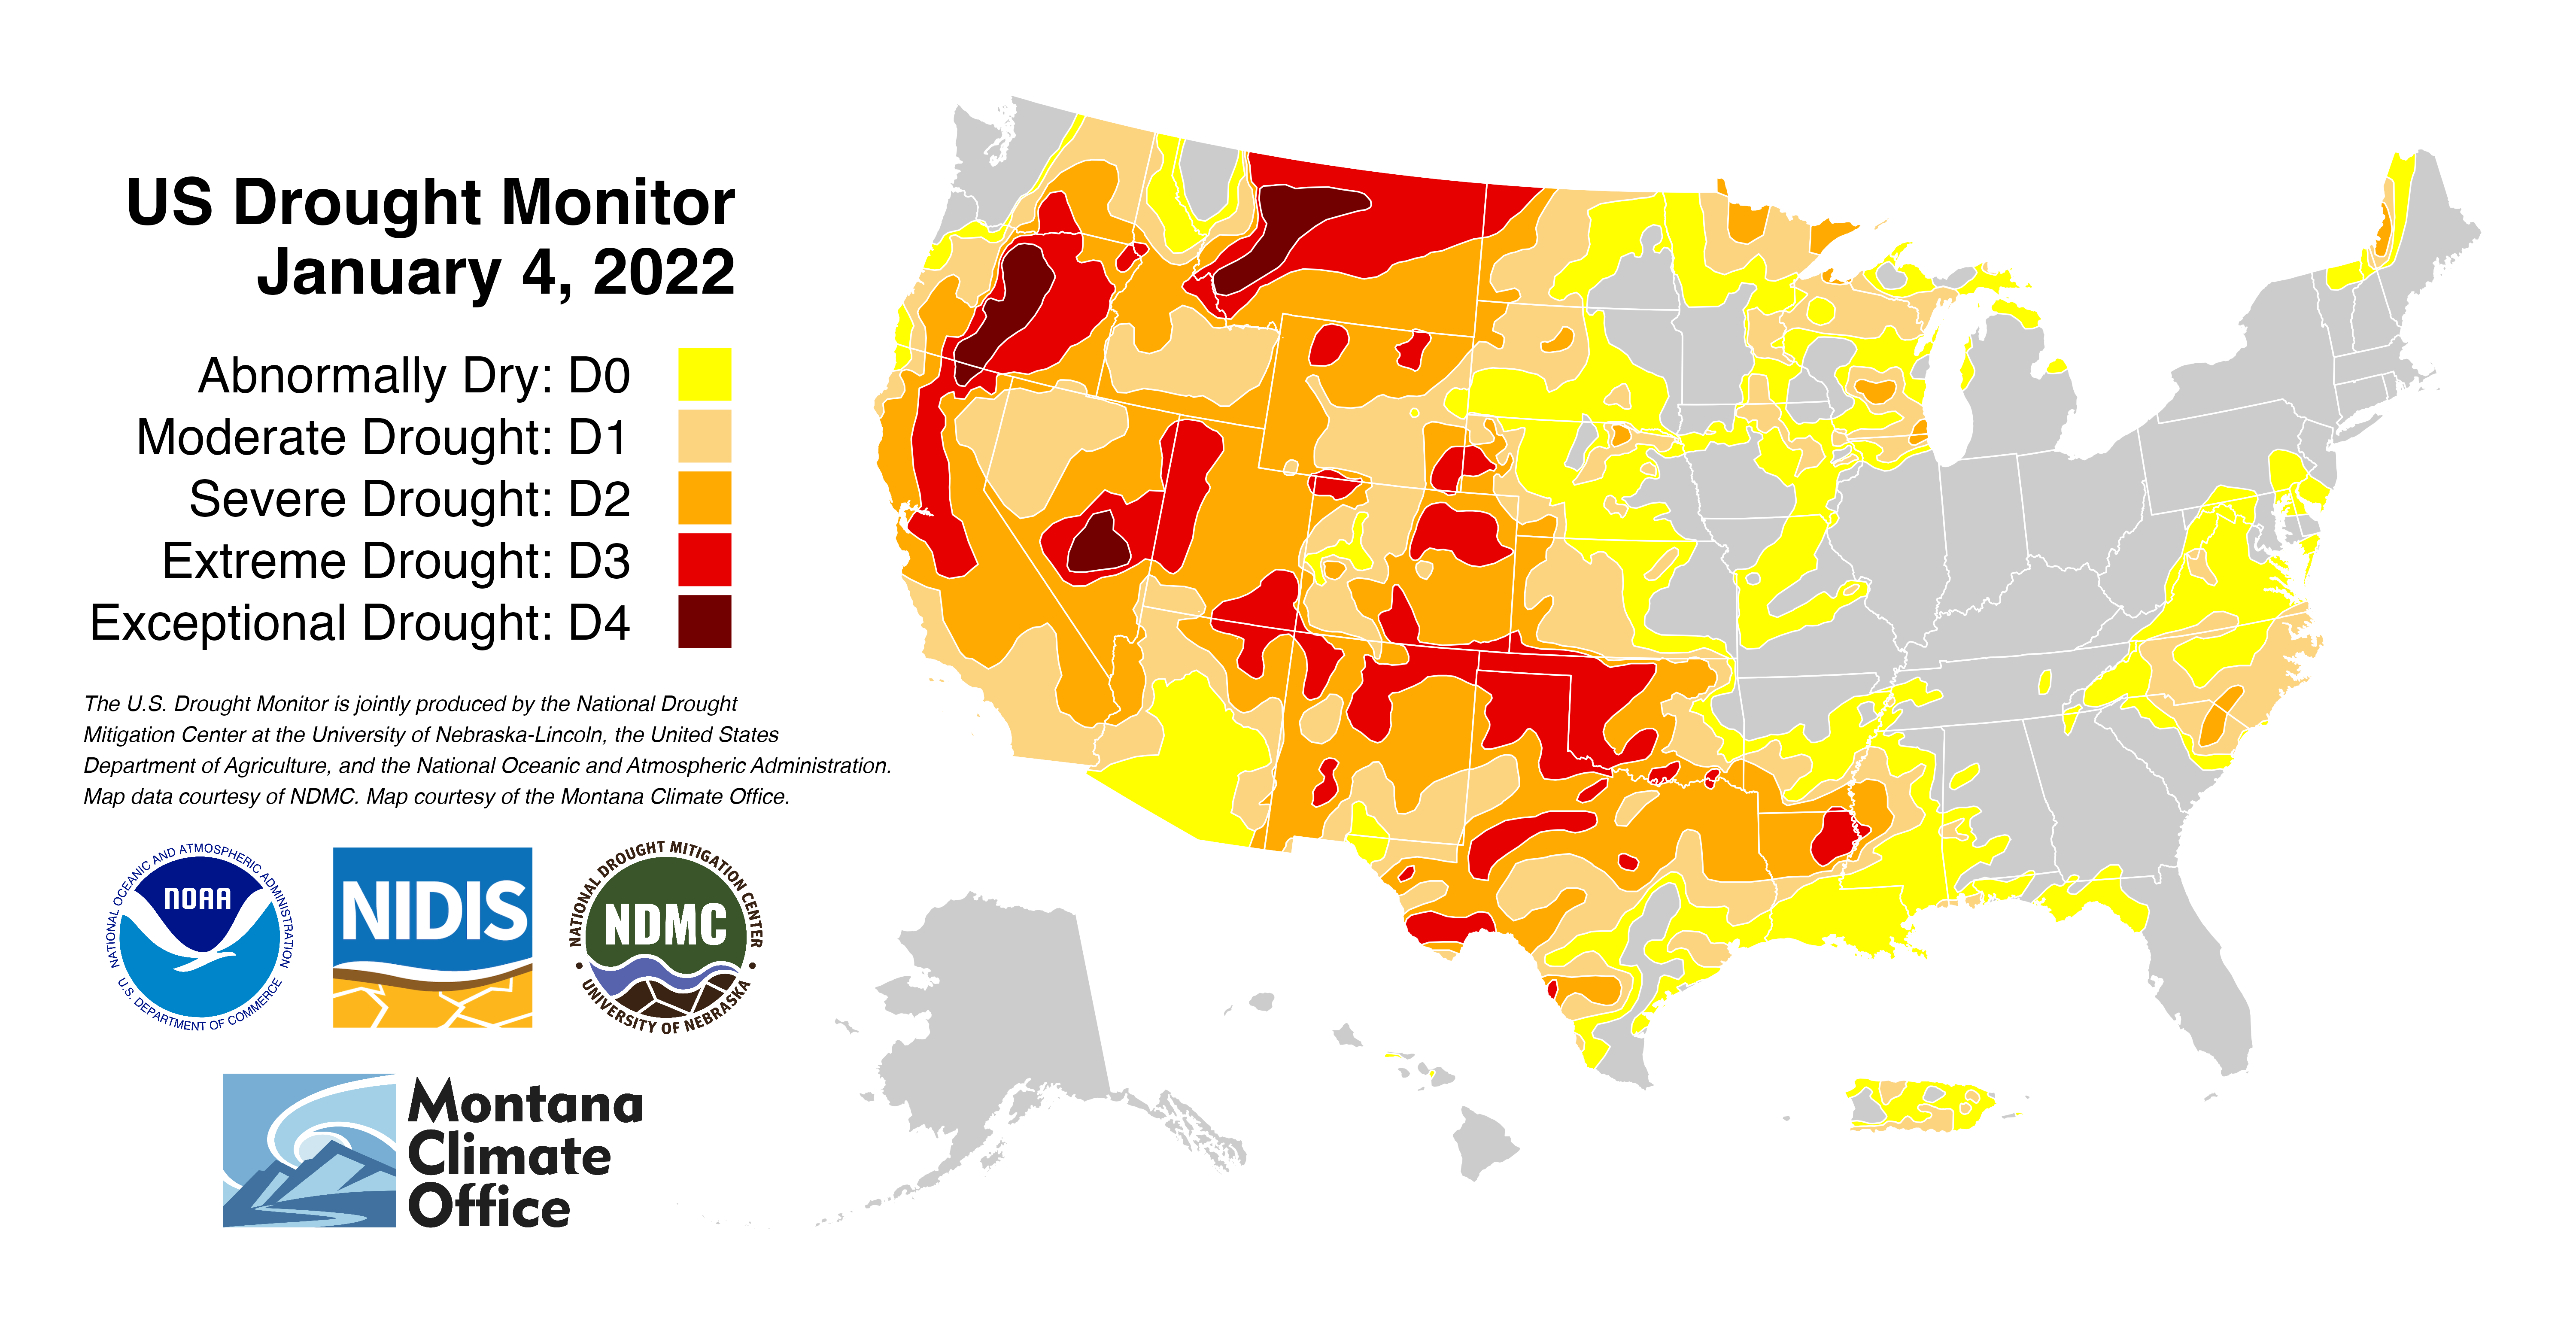 US Drought Monitor
January 4, 2022
Abnormally Dry: D0
Moderate Drought: D1
Severe Drought: D2
Extreme Drought: D3
Exceptional Drought: D4
The U.S. Drought Monitor is jointly produced by the National Drought
Mitigation Center at the University of Nebraska-Lincoln, the United States
Department of Agriculture, and the National Oceanic and Atmospheric Administration.
Map data courtesy of NDMC. Map courtesy of the Montana Climate Office.
NATIONAL OCEANIC AND ATMOSPHERIC ADMINISTRATION
NOAA
U.S. DEPARTMENT OF COMMERCE
NIDIS
NATIONAL DROUGHT MITIGATION CENTER
NDMC
UNIVERSITY OF NEBRASKA
Montana
Climate
Office